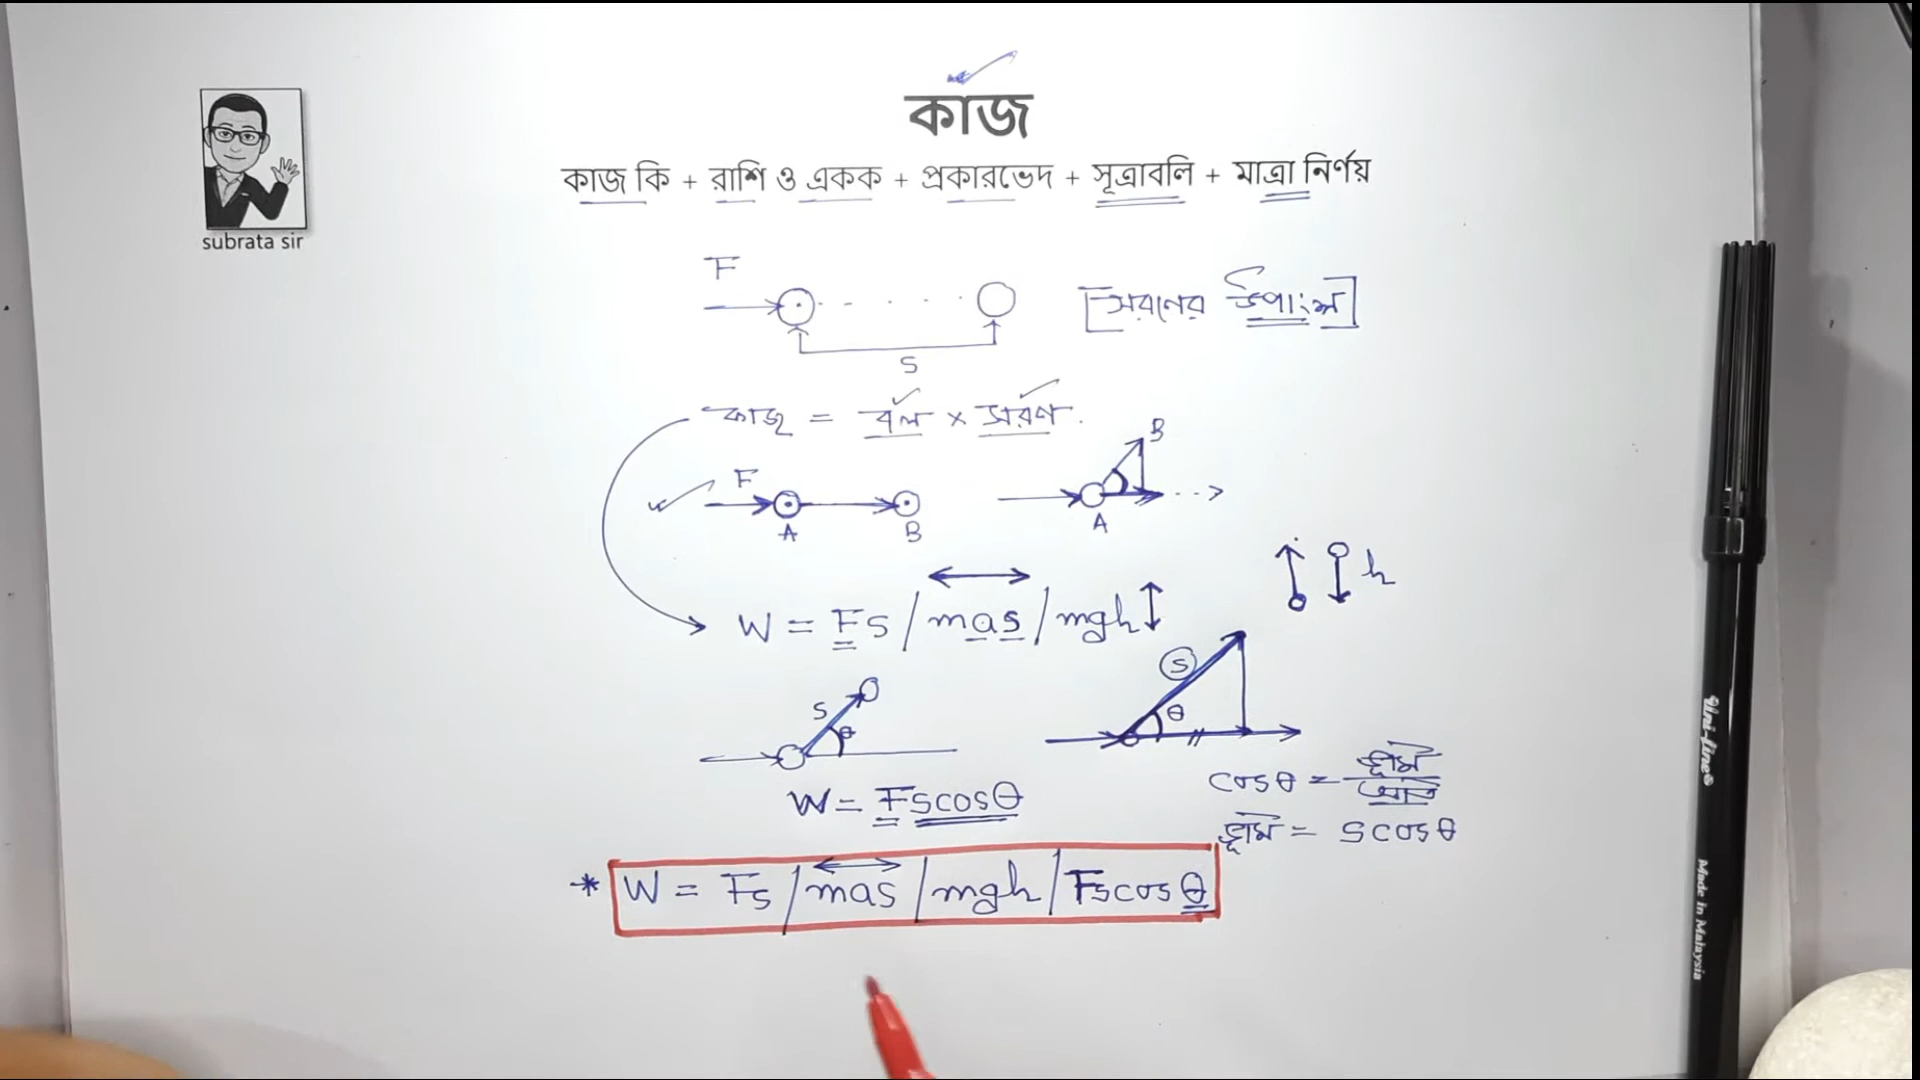 কাজ
কাজ কি + রাশি ও একক + প্রকারভেদ + সূত্রাবলি + মাত্রা নির্ণয়
subrata sir
F
[সরণের উপাংশ]
S
কাজ = বল × সরণ.
B
F
A B
A
h
W = Fs / mas / mgh
S
S θ
θ
cosθ = ভূমি / অতি
W = Fscosθ
ভূমি = Scosθ
* W = Fs / mas / mgh / Fscosθ
Uni-fine
Made in Malaysia